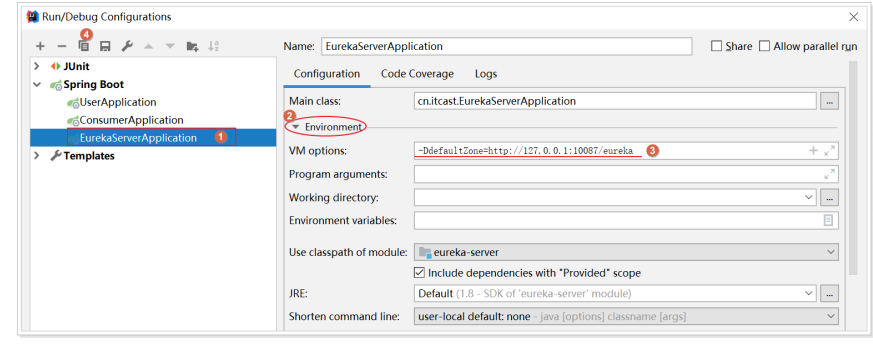 Run/Debug Configurations
4
Name: EurekaServerApplication
Share
Allow parallel run
JUnit
Spring Boot
UserApplication
ConsumerApplication
EurekaServerApplication 1
Templates
Configuration Code Coverage Logs
Main class: cn.itcast.EurekaServerApplication ...
2
Environment
VM options: -DdefaultZone=http://127.0.0.1:10087/eureka 3
Program arguments:
Working directory: ...
Environment variables:
Use classpath of module: eureka-server
Include dependencies with "Provided" scope
JRE: Default (1.8 - SDK of 'eureka-server' module) ...
Shorten command line: user-local default: none - java [options] classname [args]